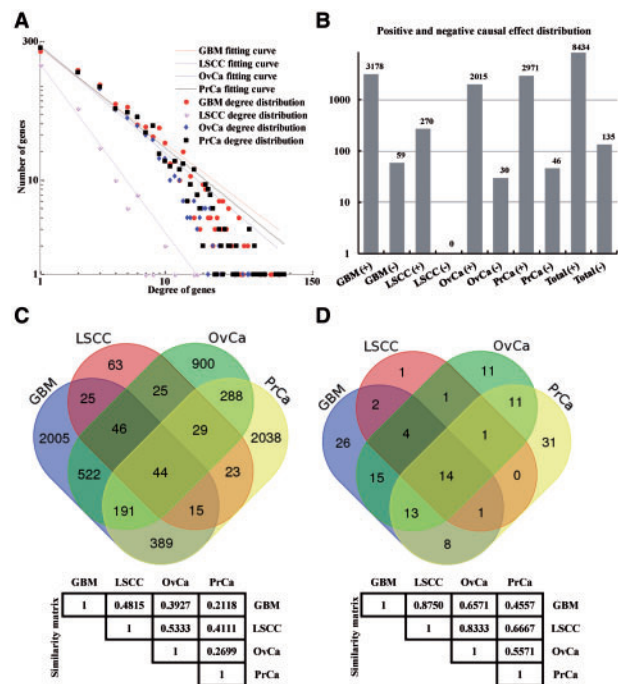 A
300
10
1
1
10
150
Number of genes
Degree of genes
GBM fitting curve
LSCC fitting curve
OvCa fitting curve
PrCa fitting curve
GBM degree distribution
LSCC degree distribution
OvCa degree distribution
PrCa degree distribution
B
Positive and negative causal effect distribution
1000
100
10
1
3178
59
270
0
2015
30
2971
46
8434
135
GBM(+)
GBM(-)
LSCC(+)
LSCC(-)
OvCa(+)
OvCa(-)
PrCa(+)
PrCa(-)
Total(+)
Total(-)
C
LSCC
OvCa
GBM
PrCa
63
900
25
25
288
2005
46
29
2038
522
44
23
191
15
389
GBM LSCC OvCa PrCa
Similarity matrix
1 0.4815 0.3927 0.2118 GBM
1 0.5333 0.4111 LSCC
1 0.2699 OvCa
1 PrCa
D
LSCC
OvCa
GBM
PrCa
1
11
2
1
11
26
4
1
31
15
14
0
13
1
8
GBM LSCC OvCa PrCa
Similarity matrix
1 0.8750 0.6571 0.4557 GBM
1 0.8333 0.6667 LSCC
1 0.5571 OvCa
1 PrCa